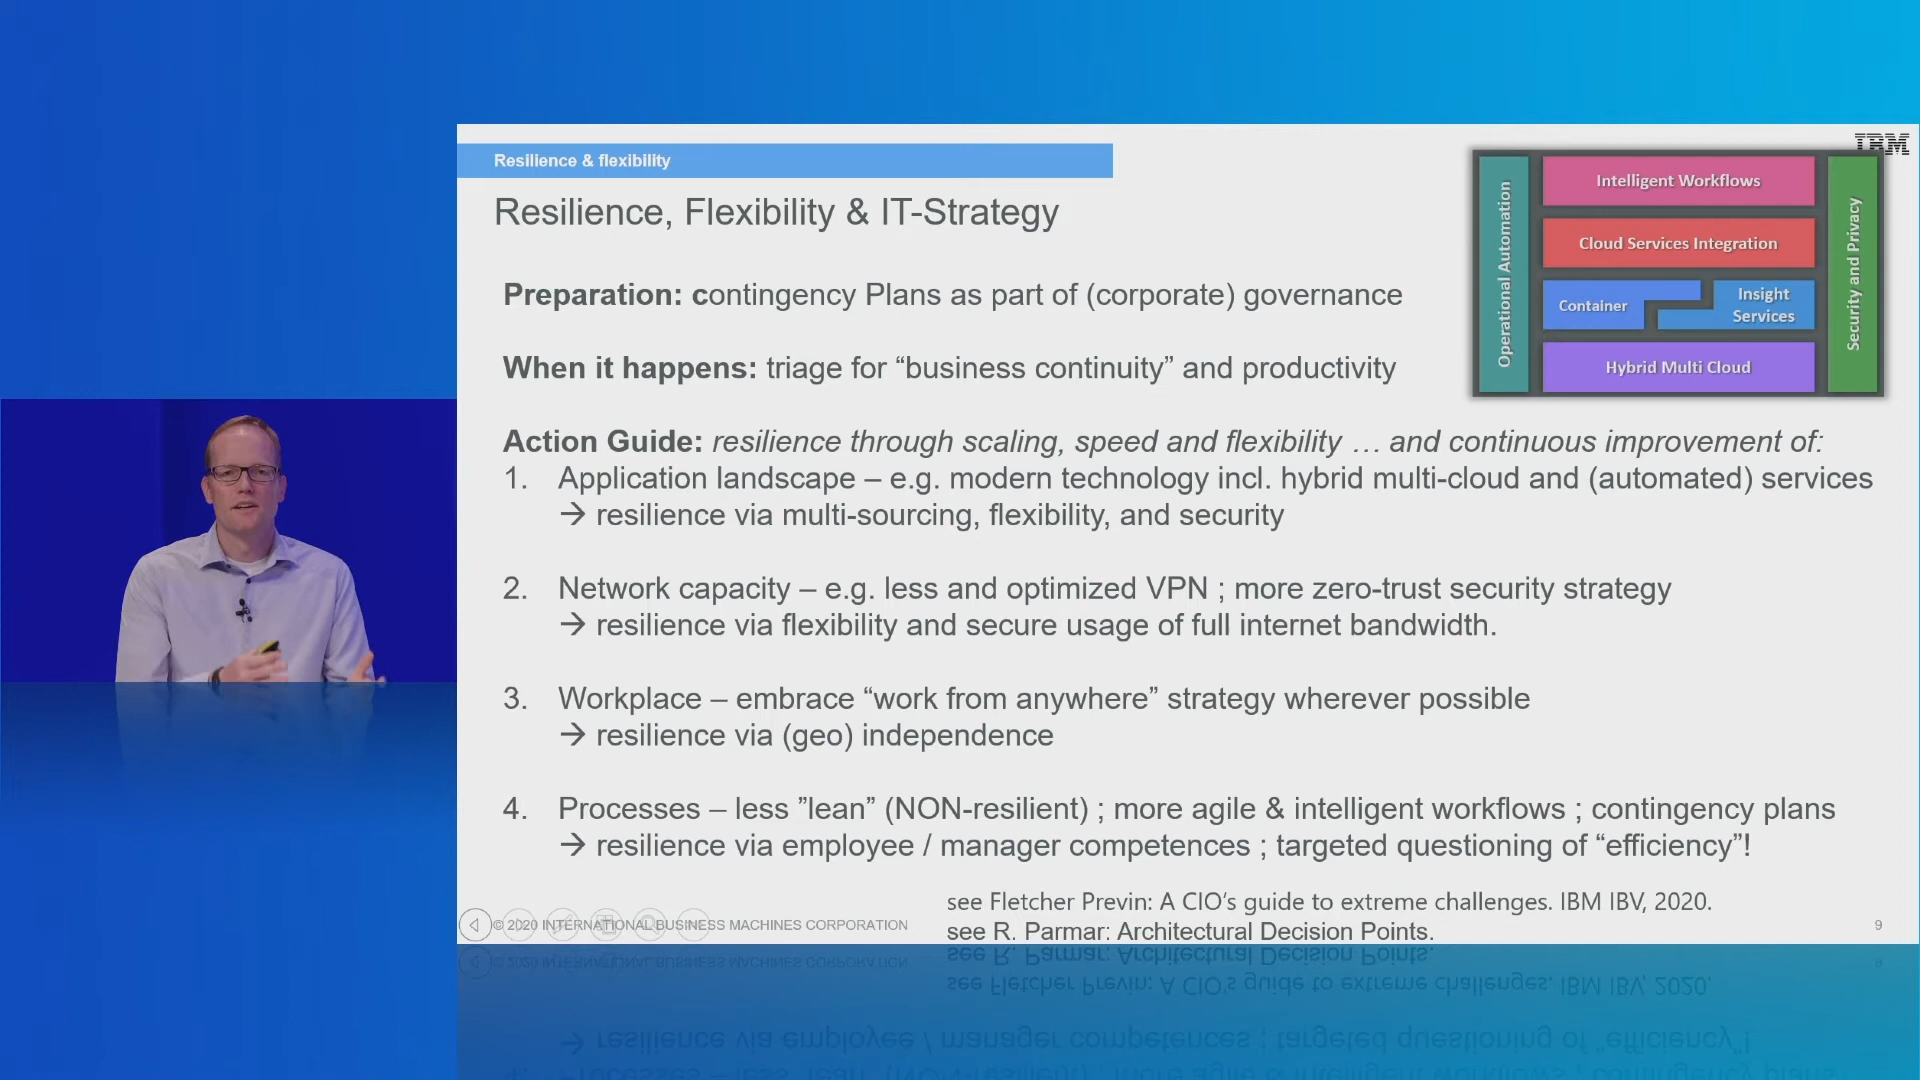 IBM
Resilience & flexibility
Resilience, Flexibility & IT-Strategy
Operational Automation
Intelligent Workflows
Cloud Services Integration
Container
Insight
Services
Hybrid Multi Cloud
Security and Privacy
Preparation: contingency Plans as part of (corporate) governance
When it happens: triage for “business continuity” and productivity
Action Guide: resilience through scaling, speed and flexibility … and continuous improvement of:
1. Application landscape – e.g. modern technology incl. hybrid multi-cloud and (automated) services
→ resilience via multi-sourcing, flexibility, and security
2. Network capacity – e.g. less and optimized VPN ; more zero-trust security strategy
→ resilience via flexibility and secure usage of full internet bandwidth.
3. Workplace – embrace “work from anywhere” strategy wherever possible
→ resilience via (geo) independence
4. Processes – less ”lean” (NON-resilient) ; more agile & intelligent workflows ; contingency plans
→ resilience via employee / manager competences ; targeted questioning of “efficiency”!
see Fletcher Previn: A CIO’s guide to extreme challenges. IBM IBV, 2020.
© 2020 INTERNATIONAL BUSINESS MACHINES CORPORATION
see R. Parmar: Architectural Decision Points.
9